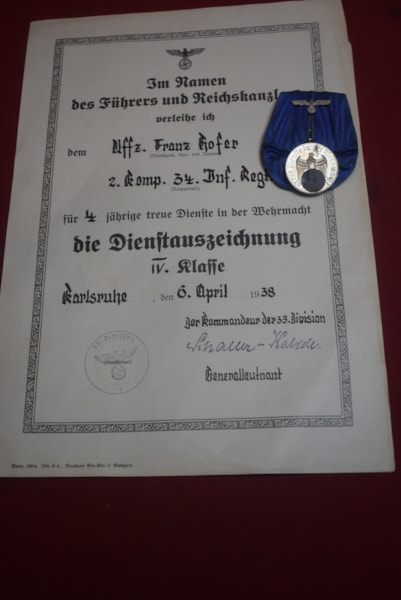 Im Namen
des Führers und Reichskanzl
verleihe ich
dem Uffz. Franz Hofer
2. Komp. 34. Inf. Reg
für 4 jährige treue Dienste in der Wehrmacht
die Dienstauszeichnung
IV. Klasse
Karlsruhe, den 6. April 1938
Der Kommandeur der 35. Division
Generalleutnant